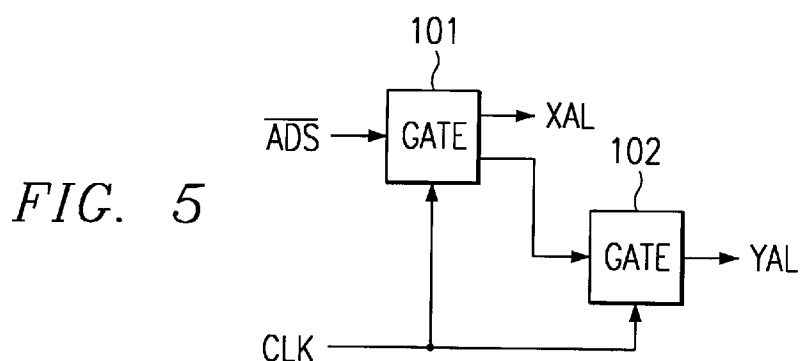 101
ADS
GATE
XAL
102
FIG. 5
GATE
YAL
CLK